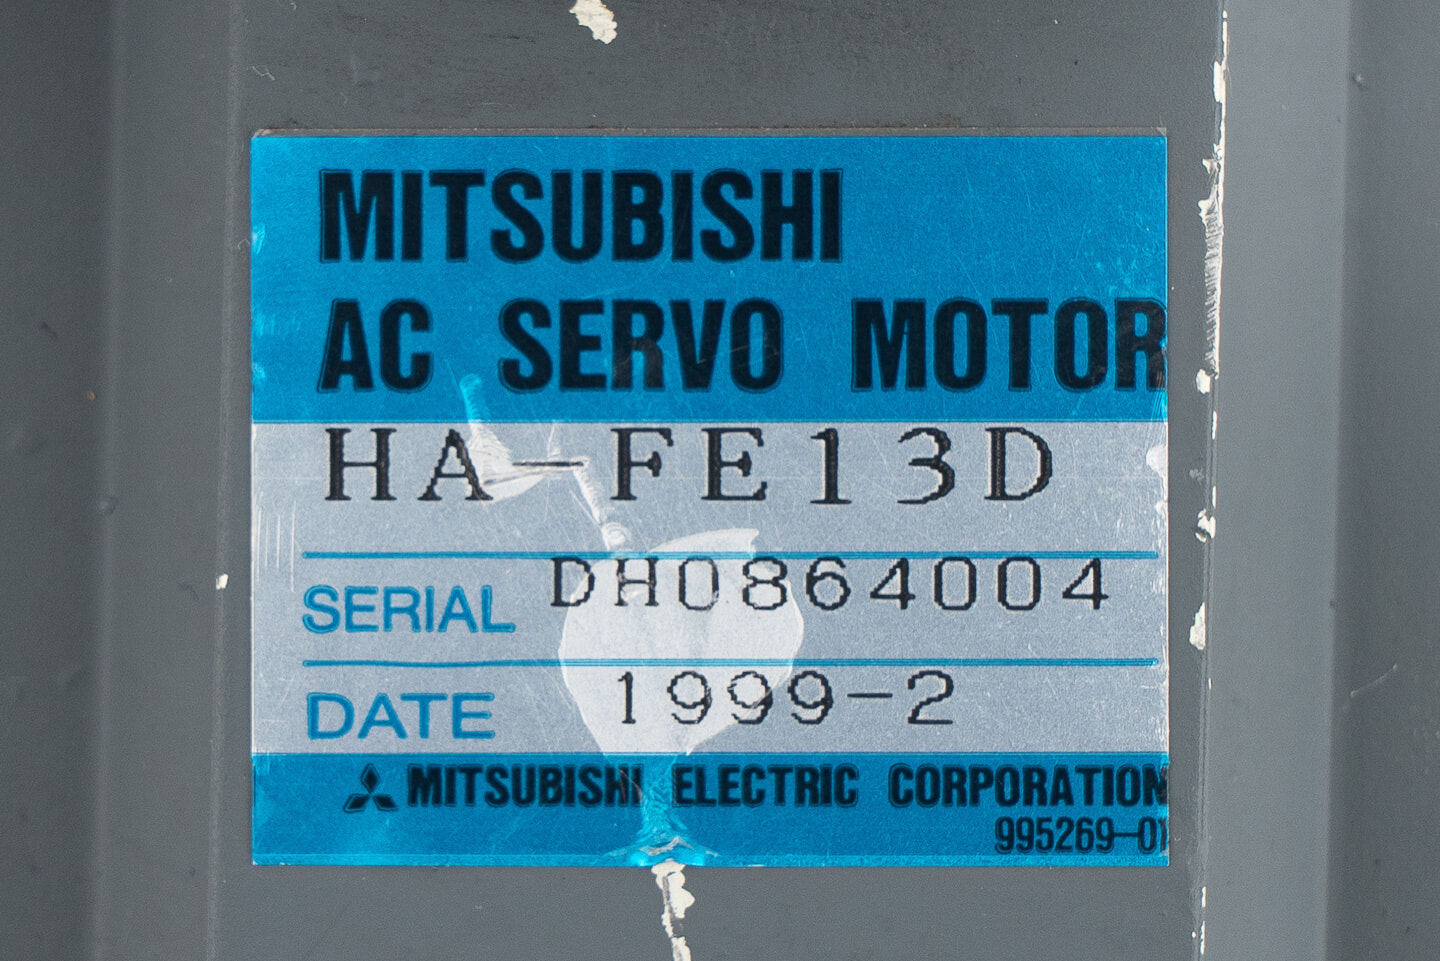 MITSUBISHI
AC SERVO MOTOR
HA-FE13D
SERIAL DH0864004
DATE 1999-2
MITSUBISHI ELECTRIC CORPORATION
995269-01